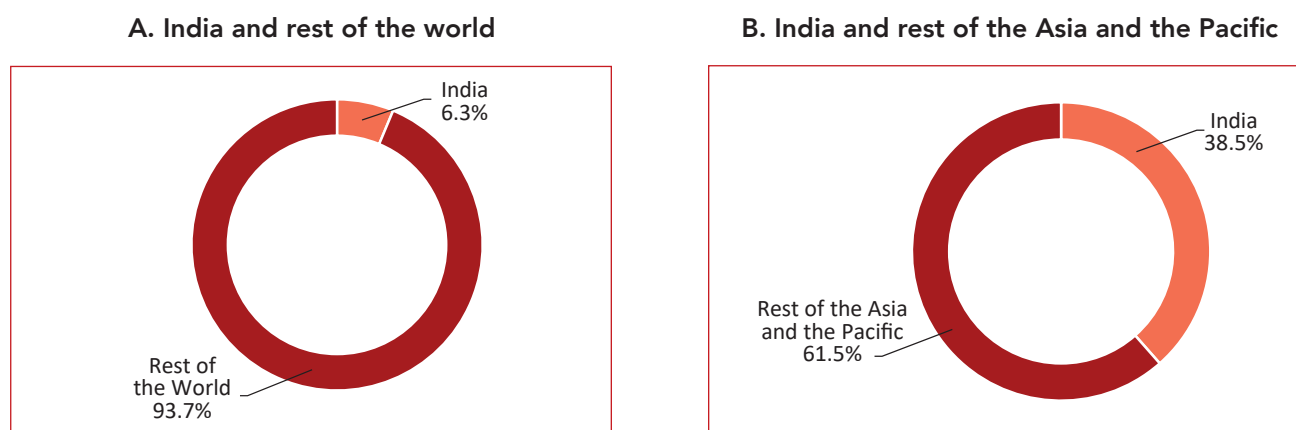 A. India and rest of the world
India
6.3%
Rest of
the World
93.7%
B. India and rest of the Asia and the Pacific
India
38.5%
Rest of the Asia
and the Pacific
61.5%